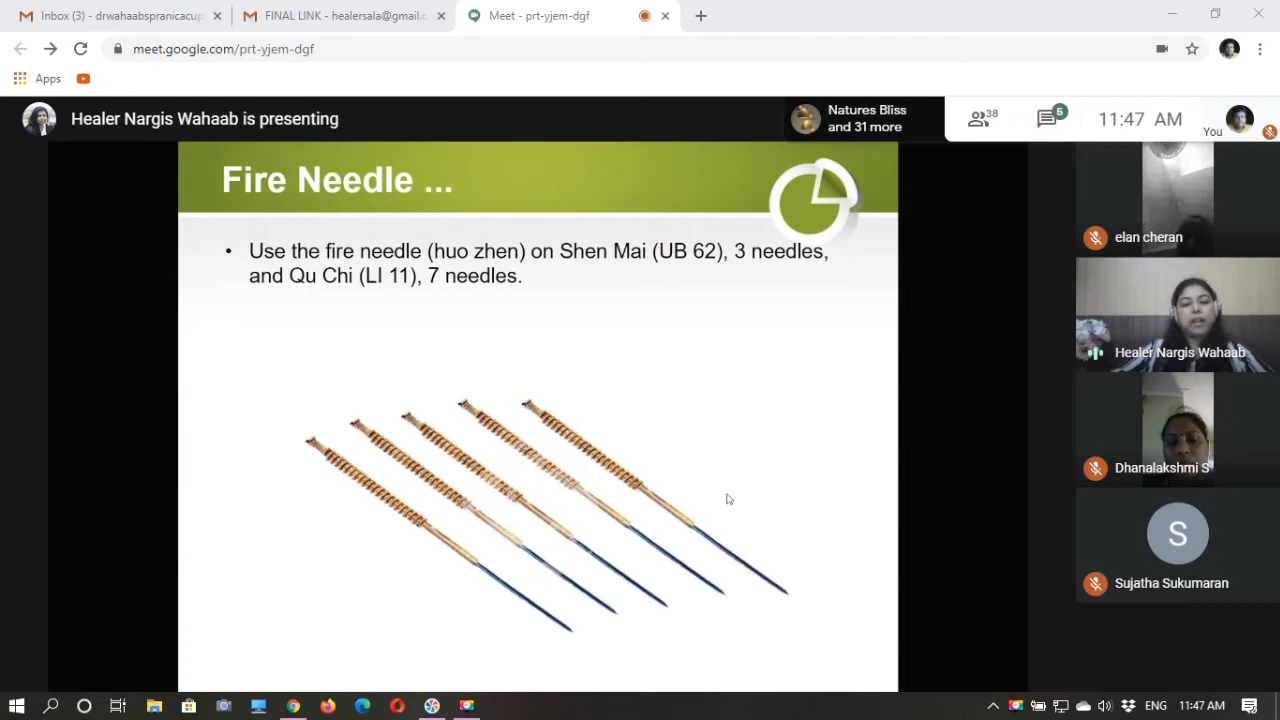 Inbox (3) - drwahaabspranicacup
FINAL LINK - healersala@gmail.c
Meet - prt-yjem-dgf
meet.google.com/prt-yjem-dgf
Apps
Healer Nargis Wahaab is presenting
Natures Bliss
and 31 more
38
5
11:47 AM
You
Fire Needle ...
• Use the fire needle (huo zhen) on Shen Mai (UB 62), 3 needles,
and Qu Chi (LI 11), 7 needles.
elan cheran
Healer Nargis Wahaab
Dhanalakshmi S
S
Sujatha Sukumaran
ENG
11:47 AM